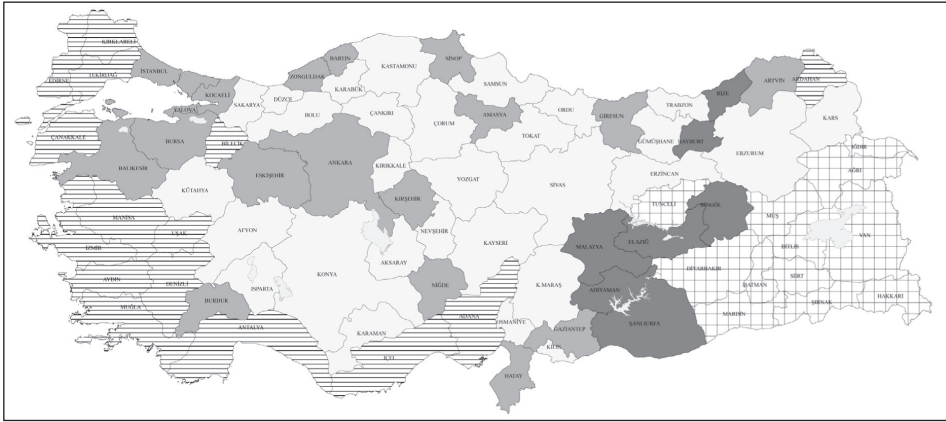 KIRKLARELİ
EDİRNE
TEKİRDAĞ
İSTANBUL
KOCAELİ
YALOVA
SAKARYA
DÜZCE
ZONGULDAK
BARTIN
KARABÜK
KASTAMONU
SİNOP
SAMSUN
ORDU
GİRESUN
TRABZON
RİZE
ARTVİN
ARDAHAN
ÇANAKKALE
BALIKESİR
BURSA
BİLECİK
BOLU
ÇANKIRI
ÇORUM
AMASYA
TOKAT
GÜMÜŞHANE
BAYBURT
ERZURUM
KARS
IĞDIR
AĞRI
KÜTAHYA
ESKİŞEHİR
ANKARA
KIRIKKALE
KIRŞEHİR
YOZGAT
SİVAS
ERZİNCAN
TUNCELİ
BİNGÖL
MUŞ
VAN
BİTLİS
MANİSA
UŞAK
İZMİR
AFYON
AYDIN
DENİZLİ
MUĞLA
BURDUR
ISPARTA
KONYA
AKSARAY
NEVŞEHİR
KAYSERİ
NİĞDE
MALATYA
ELAZIĞ
DİYARBAKIR
BATMAN
SİİRT
ŞIRNAK
HAKKARİ
MARDİN
ADIYAMAN
K.MARAŞ
ŞANLIURFA
ANTALYA
KARAMAN
İÇEL
ADANA
OSMANİYE
GAZİANTEP
KİLİS
HATAY